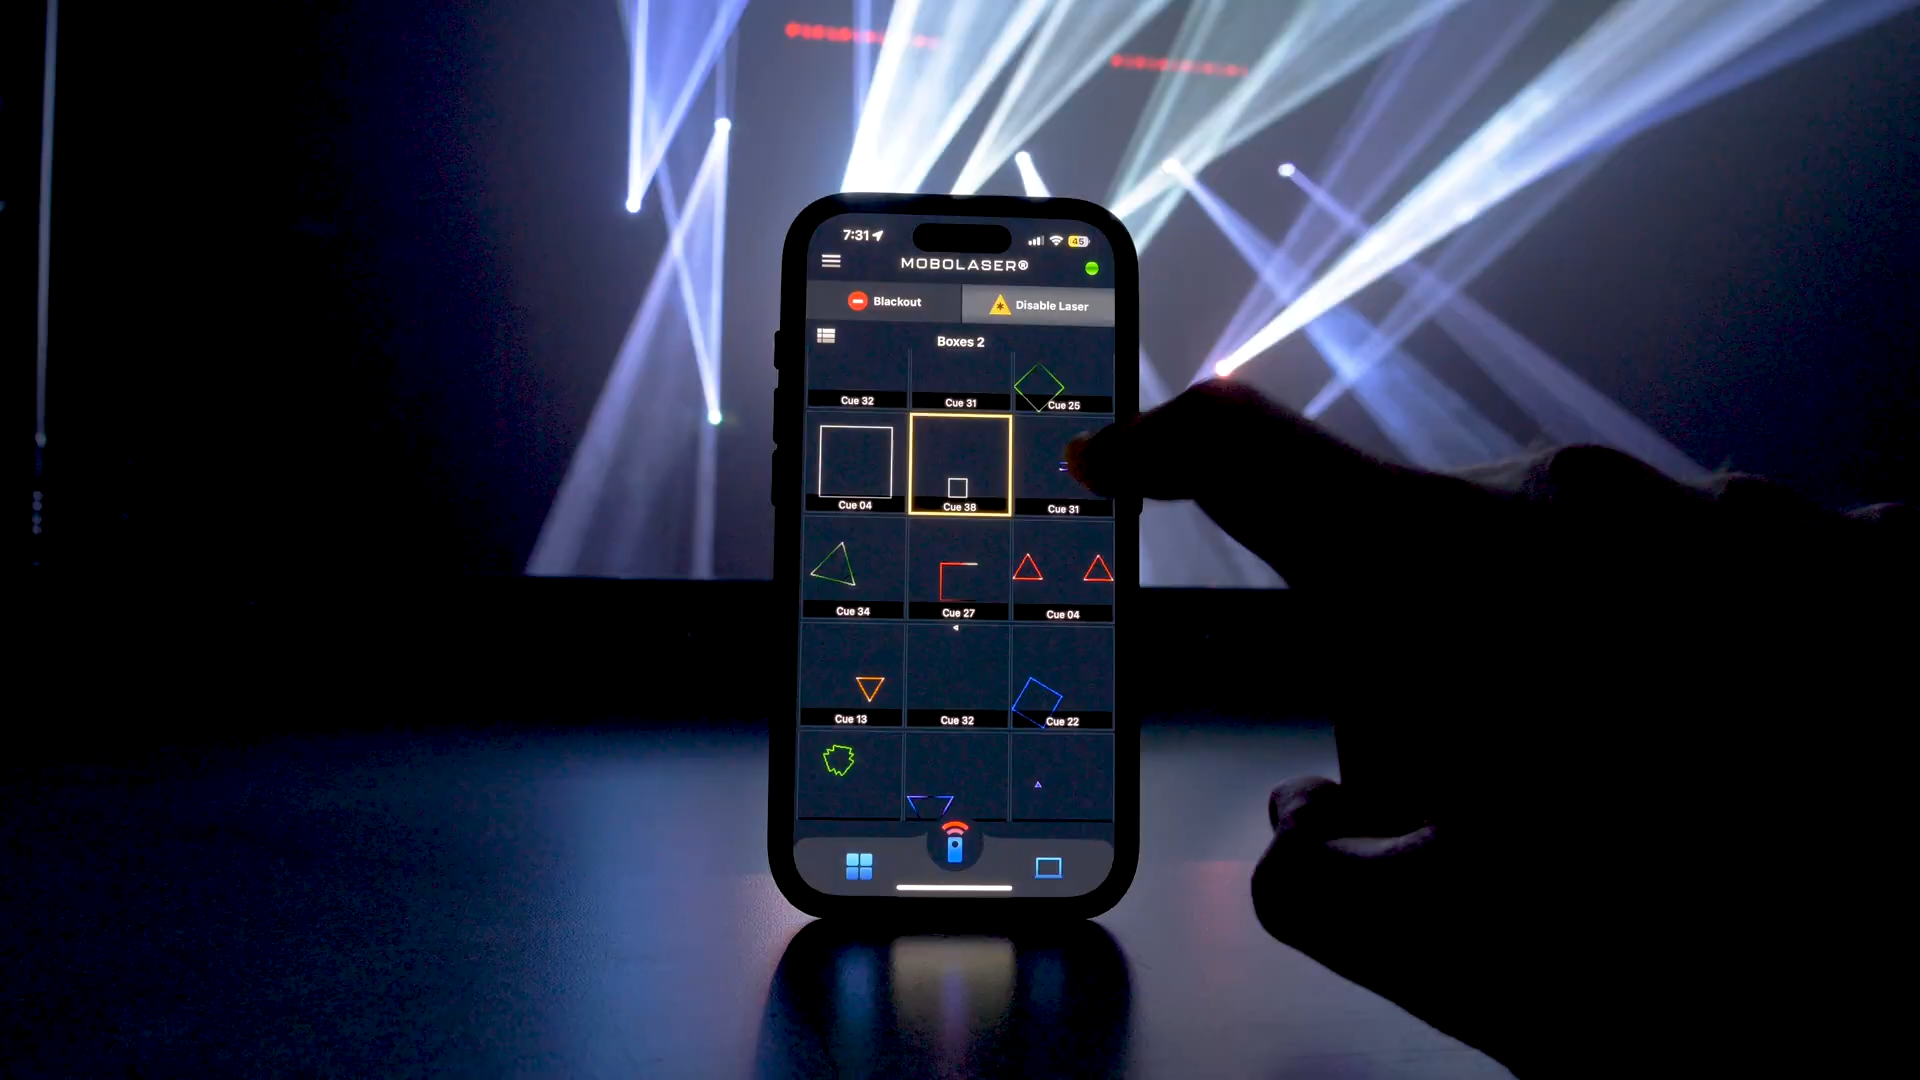 7:31
45
MOBOLASER®
Blackout
Disable Laser
Boxes 2
Cue 32
Cue 31
Cue 25
Cue 04
Cue 38
Cue 31
Cue 34
Cue 27
Cue 04
Cue 13
Cue 32
Cue 22